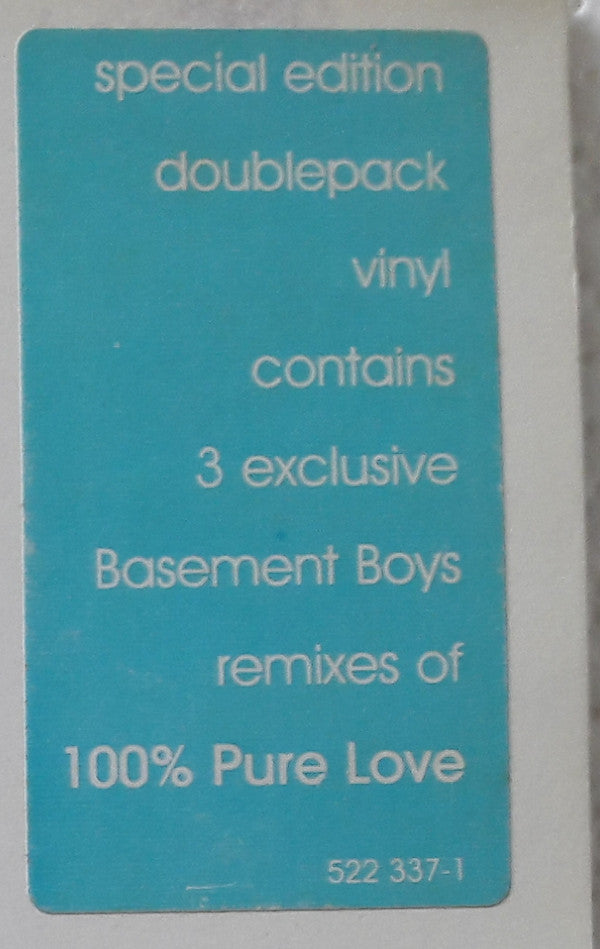 special edition
doublepack
vinyl
contains
3 exclusive
Basement Boys
remixes of
100% Pure Love
522 337-1